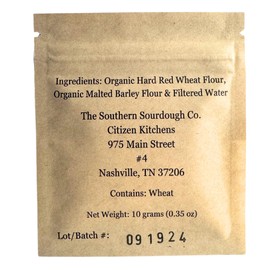 Ingredients: Organic Hard Red Wheat Flour,
Organic Malted Barley Flour & Filtered Water
The Southern Sourdough Co.
Citizen Kitchens
975 Main Street
#4
Nashville, TN 37206
Contains: Wheat
Net Weight: 10 grams (0.35 oz)
Lot/Batch #: 091924